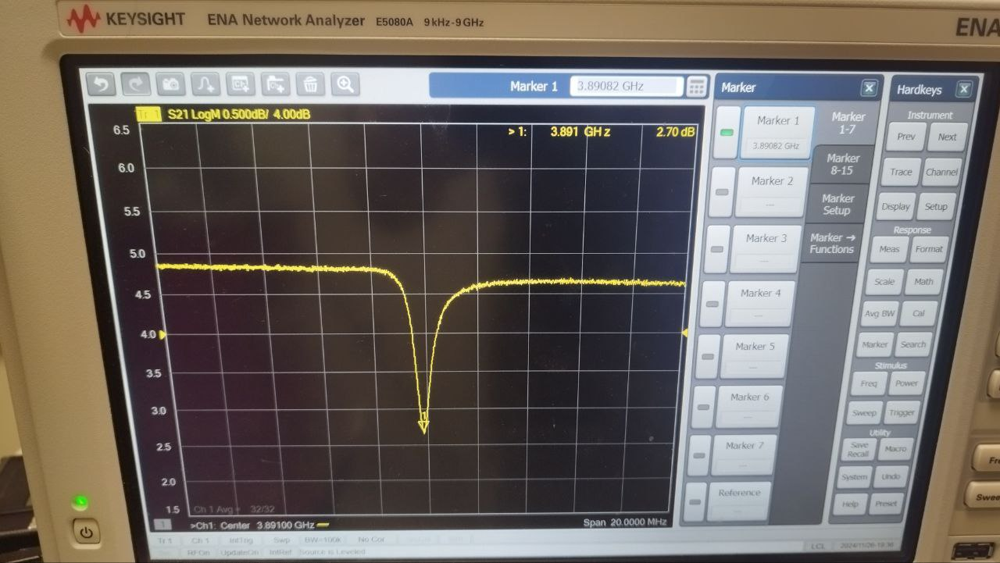 KEYSIGHT ENA Network Analyzer E5080A 9 kHz-9 GHz ENA
Marker 1 3.89082 GHz
Tr 1 S21 LogM 0.500dB/ 4.00dB
> 1: 3.891 GHz 2.70 dB
6.5
6.0
5.5
5.0
4.5
4.0
3.5
3.0
2.5
2.0
1.5
1
Ch 1 Avg = 32/32
1 >Ch1: Center 3.89100 GHz Span 20.0000 MHz
Tr 1 Ch 1 IntTrig Swp BW=100k No Cor
RFOn UpdateOn IntRef Source is Leveled
LCL 2024/11/26-19:36
Marker
Marker 1
3.89082 GHz
Marker 2
---
Marker 3
---
Marker 4
---
Marker 5
---
Marker 6
---
Marker 7
---
Reference
---
Marker
1-7
Marker
8-15
Marker
Setup
Marker →
Functions
Hardkeys
Instrument
Prev Next
Trace Channel
Display Setup
Response
Meas Format
Scale Math
Avg BW Cal
Marker Search
Stimulus
Freq Power
Sweep Trigger
Utility
Save
Recall Macro
System Undo
Help Preset